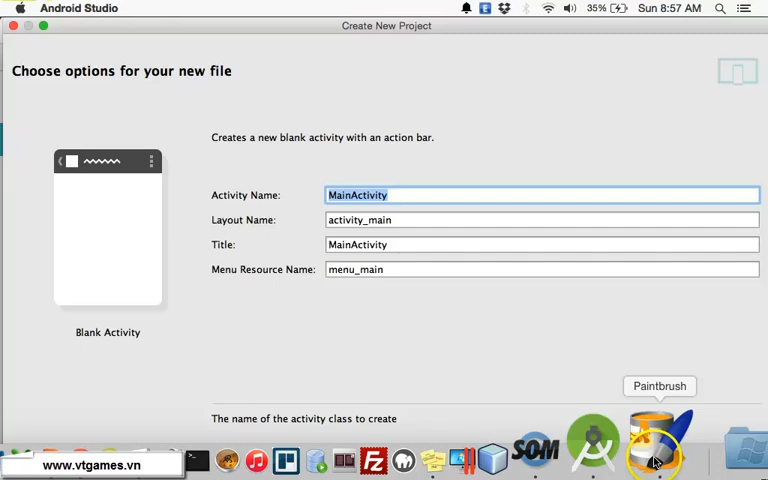 Android Studio 35% Sun 8:57 AM
Create New Project
Choose options for your new file
Creates a new blank activity with an action bar.
Activity Name: MainActivity
Layout Name: activity_main
Title: MainActivity
Menu Resource Name: menu_main
Blank Activity
Paintbrush
The name of the activity class to create
SOM
Fz
www.vtgames.vn